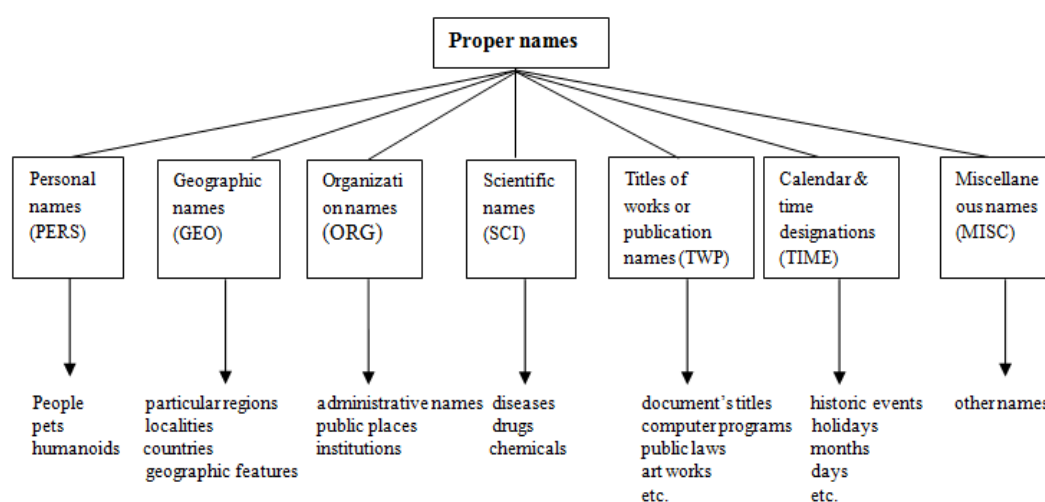 Proper names
Personal
names
(PERS)
Geographic
names
(GEO)
Organizati
on names
(ORG)
Scientific
names
(SCI)
Titles of
works or
publication
names (TWP)
Calendar &
time
designations
(TIME)
Miscellane
ous names
(MISC)
People
pets
humanoids
particular regions
localities
countries
geographic features
administrative names
public places
institutions
diseases
drugs
chemicals
document's titles
computer programs
public laws
art works
etc.
historic events
holidays
months
days
etc.
other names